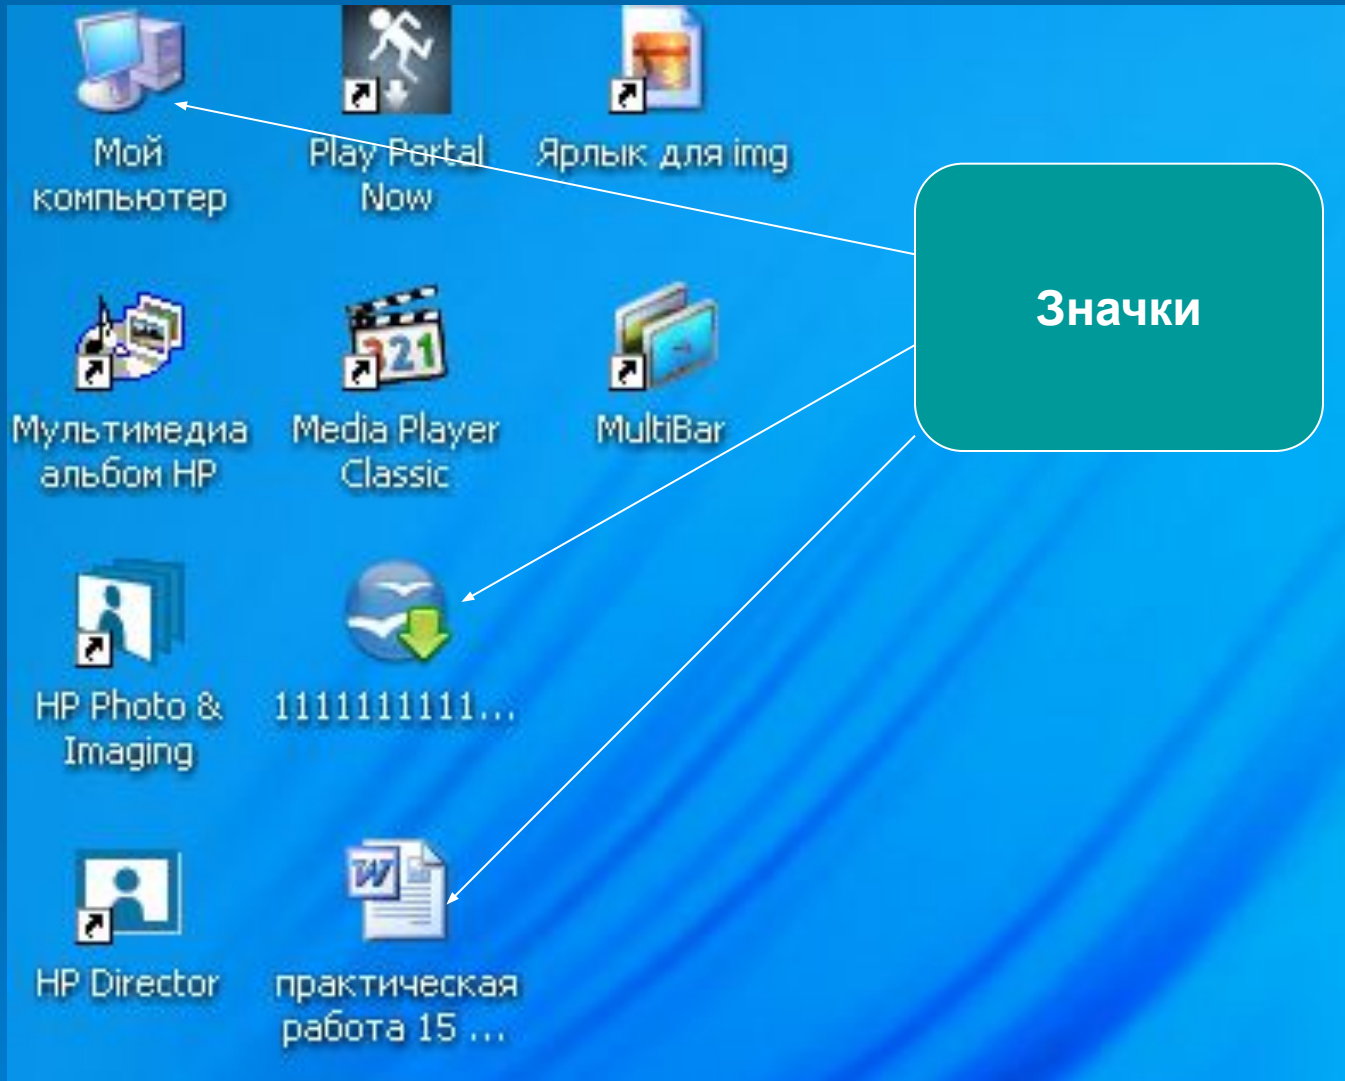 Мой
компьютер
Play Portal
Now
Ярлык для img
Значки
Мультимедиа
альбом HP
321
Media Player
Classic
MultiBar
HP Photo &
Imaging
1111111111...
HP Director
W
практическая
работа 15 ...